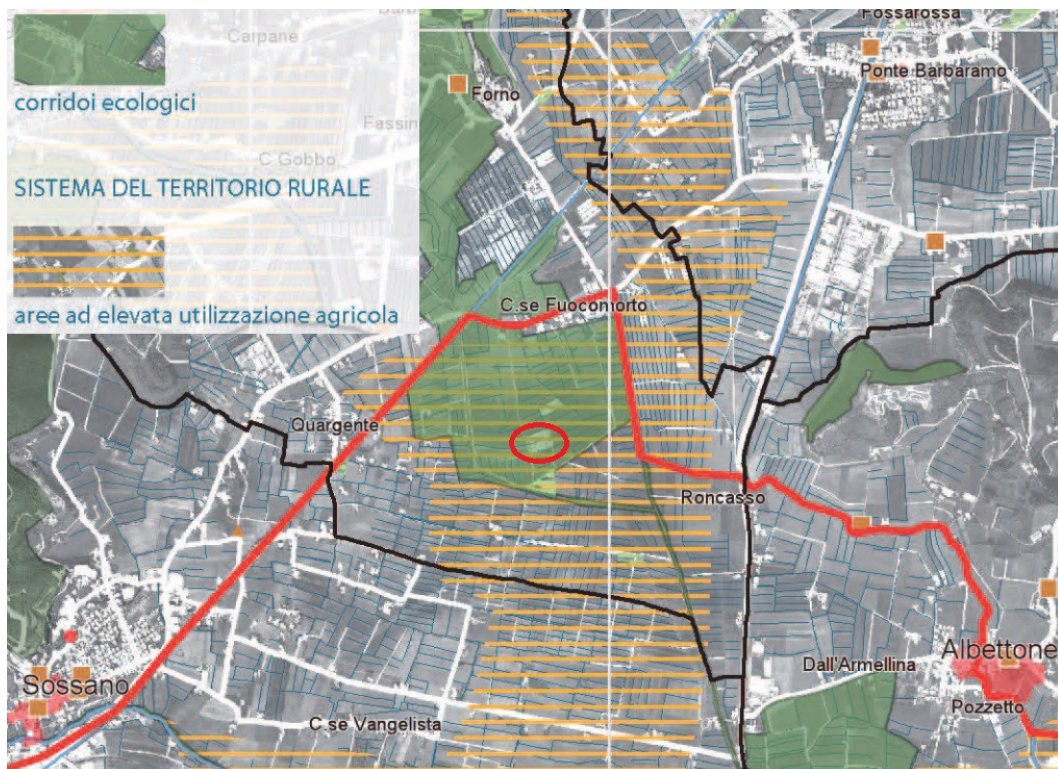 Fossarossa
Carpane
Ponte Barbaramo
Forno
corridoi ecologici
C.Gobbo
SISTEMA DEL TERRITORIO RURALE
C.se Fuocomorto
aree ad elevata utilizzazione agricola
Quargente
Roncasso
Dall'Armellina
Albettone
Sossano
Pozzetto
C.se Vangelista